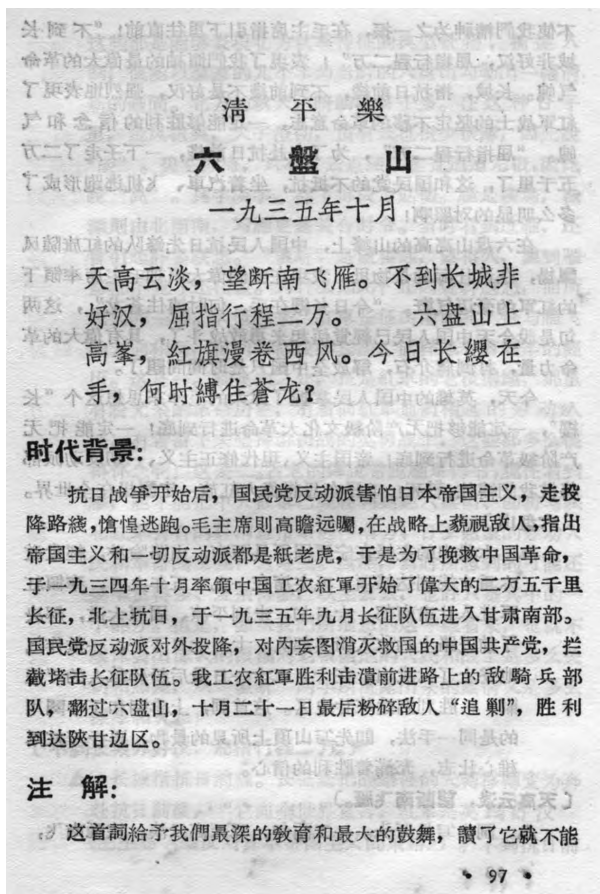 清平樂
六盤山
一九三五年十月
天高云淡，望断南飞雁。不到长城非
好汉，屈指行程二万。　六盘山上
高峯，紅旗漫卷西风。今日长缨在
手，何时縛住蒼龙？
时代背景：
抗日战爭开始后，国民党反动派害怕日本帝国主义，走投
降路綫，愴惶逃跑。毛主席則高瞻远矚，在战略上藐視敌人，指出
帝国主义和一切反动派都是紙老虎，于是为了挽救中国革命，
于一九三四年十月率領中国工农紅軍开始了偉大的二万五千里
长征，北上抗日，于一九三五年九月长征队伍进入甘肃南部。
国民党反动派对外投降，对內妄图消灭救国的中国共产党，拦
截堵击长征队伍。我工农紅軍胜利击潰前进路上的敌騎兵部
队，翻过六盘山，十月二十一日最后粉碎敌人“追剿”，胜利
到达陝甘边区。
注　解：
这首詞給予我們最深的敎育和最大的鼓舞，讀了它就不能
• 97 •